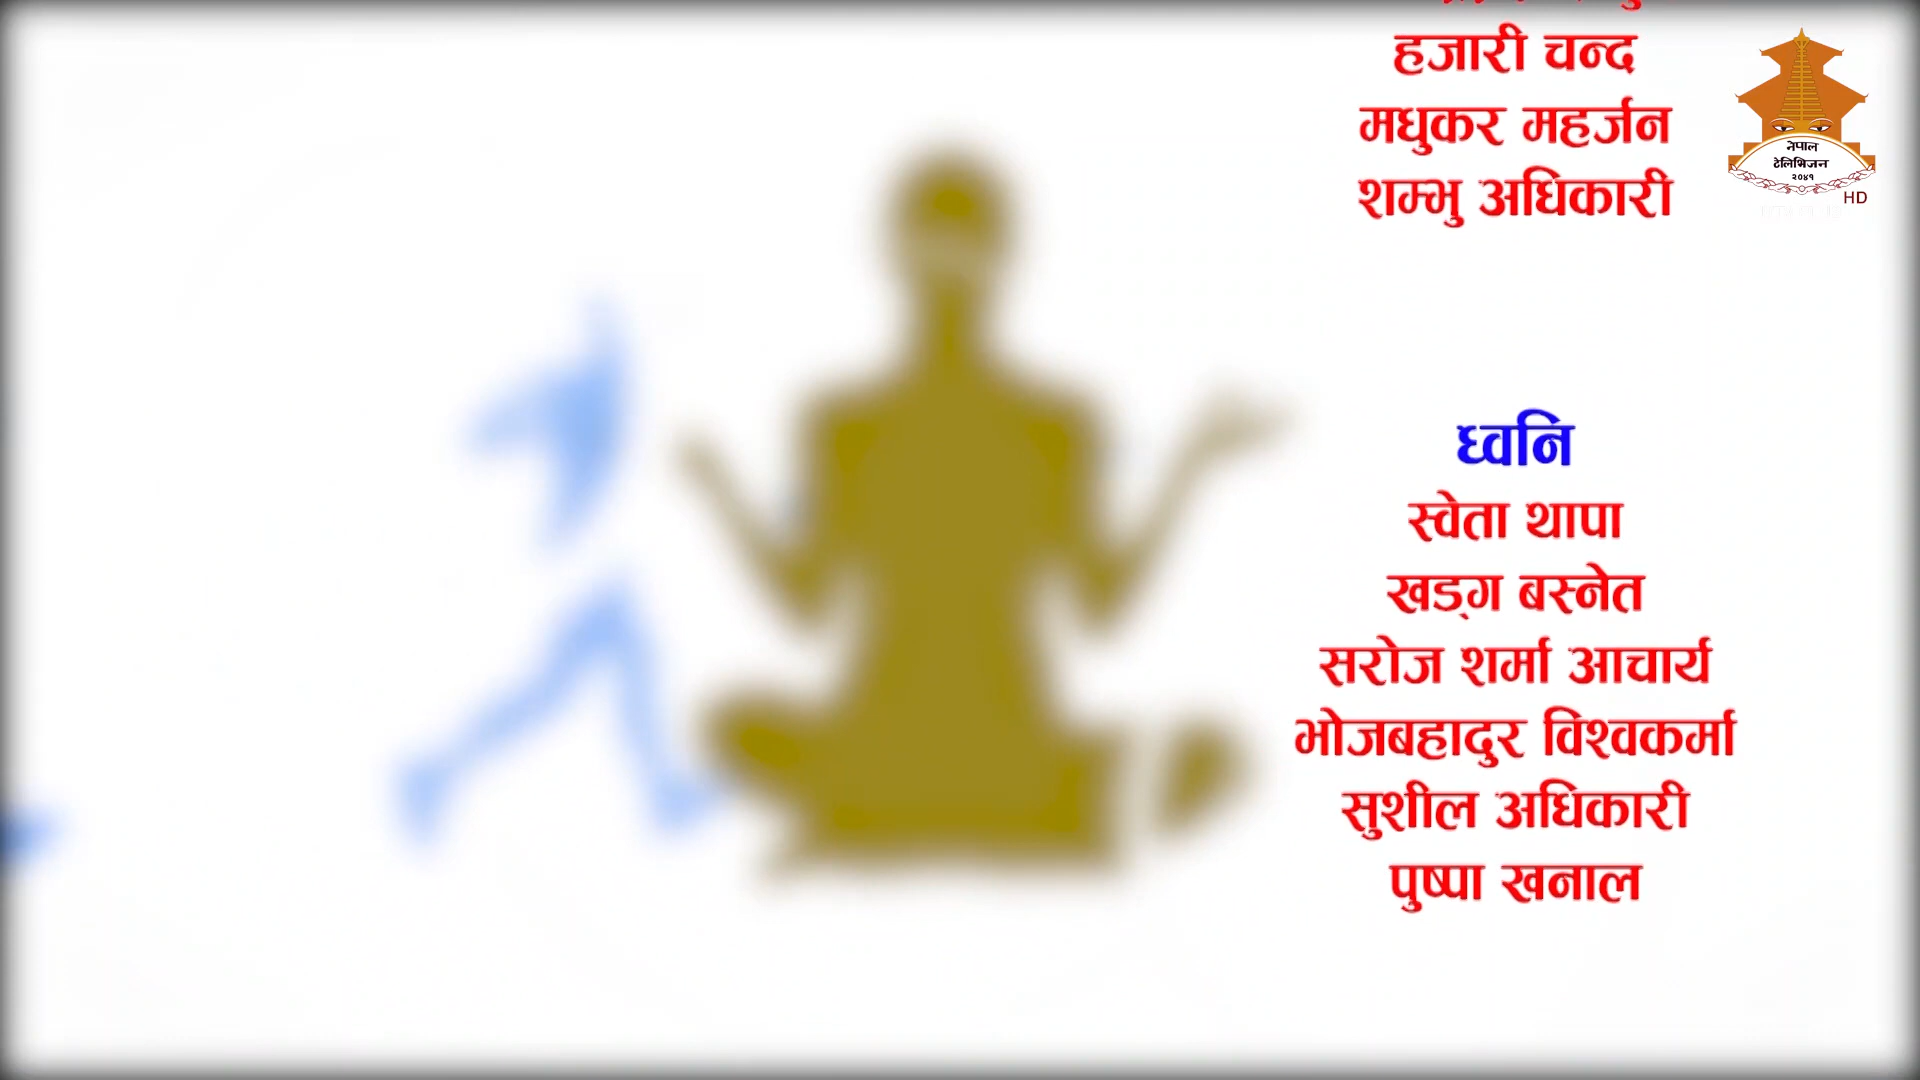 हजारी चन्द
मधुकर महर्जन
शम्भु अधिकारी
नेपाल
टेलिभिजन
२०४१
HD
ध्वनि
स्वेता थापा
खड्ग बस्नेत
सरोज शर्मा आचार्य
भोजबहादुर विश्वकर्मा
सुशील अधिकारी
पुष्पा खनाल